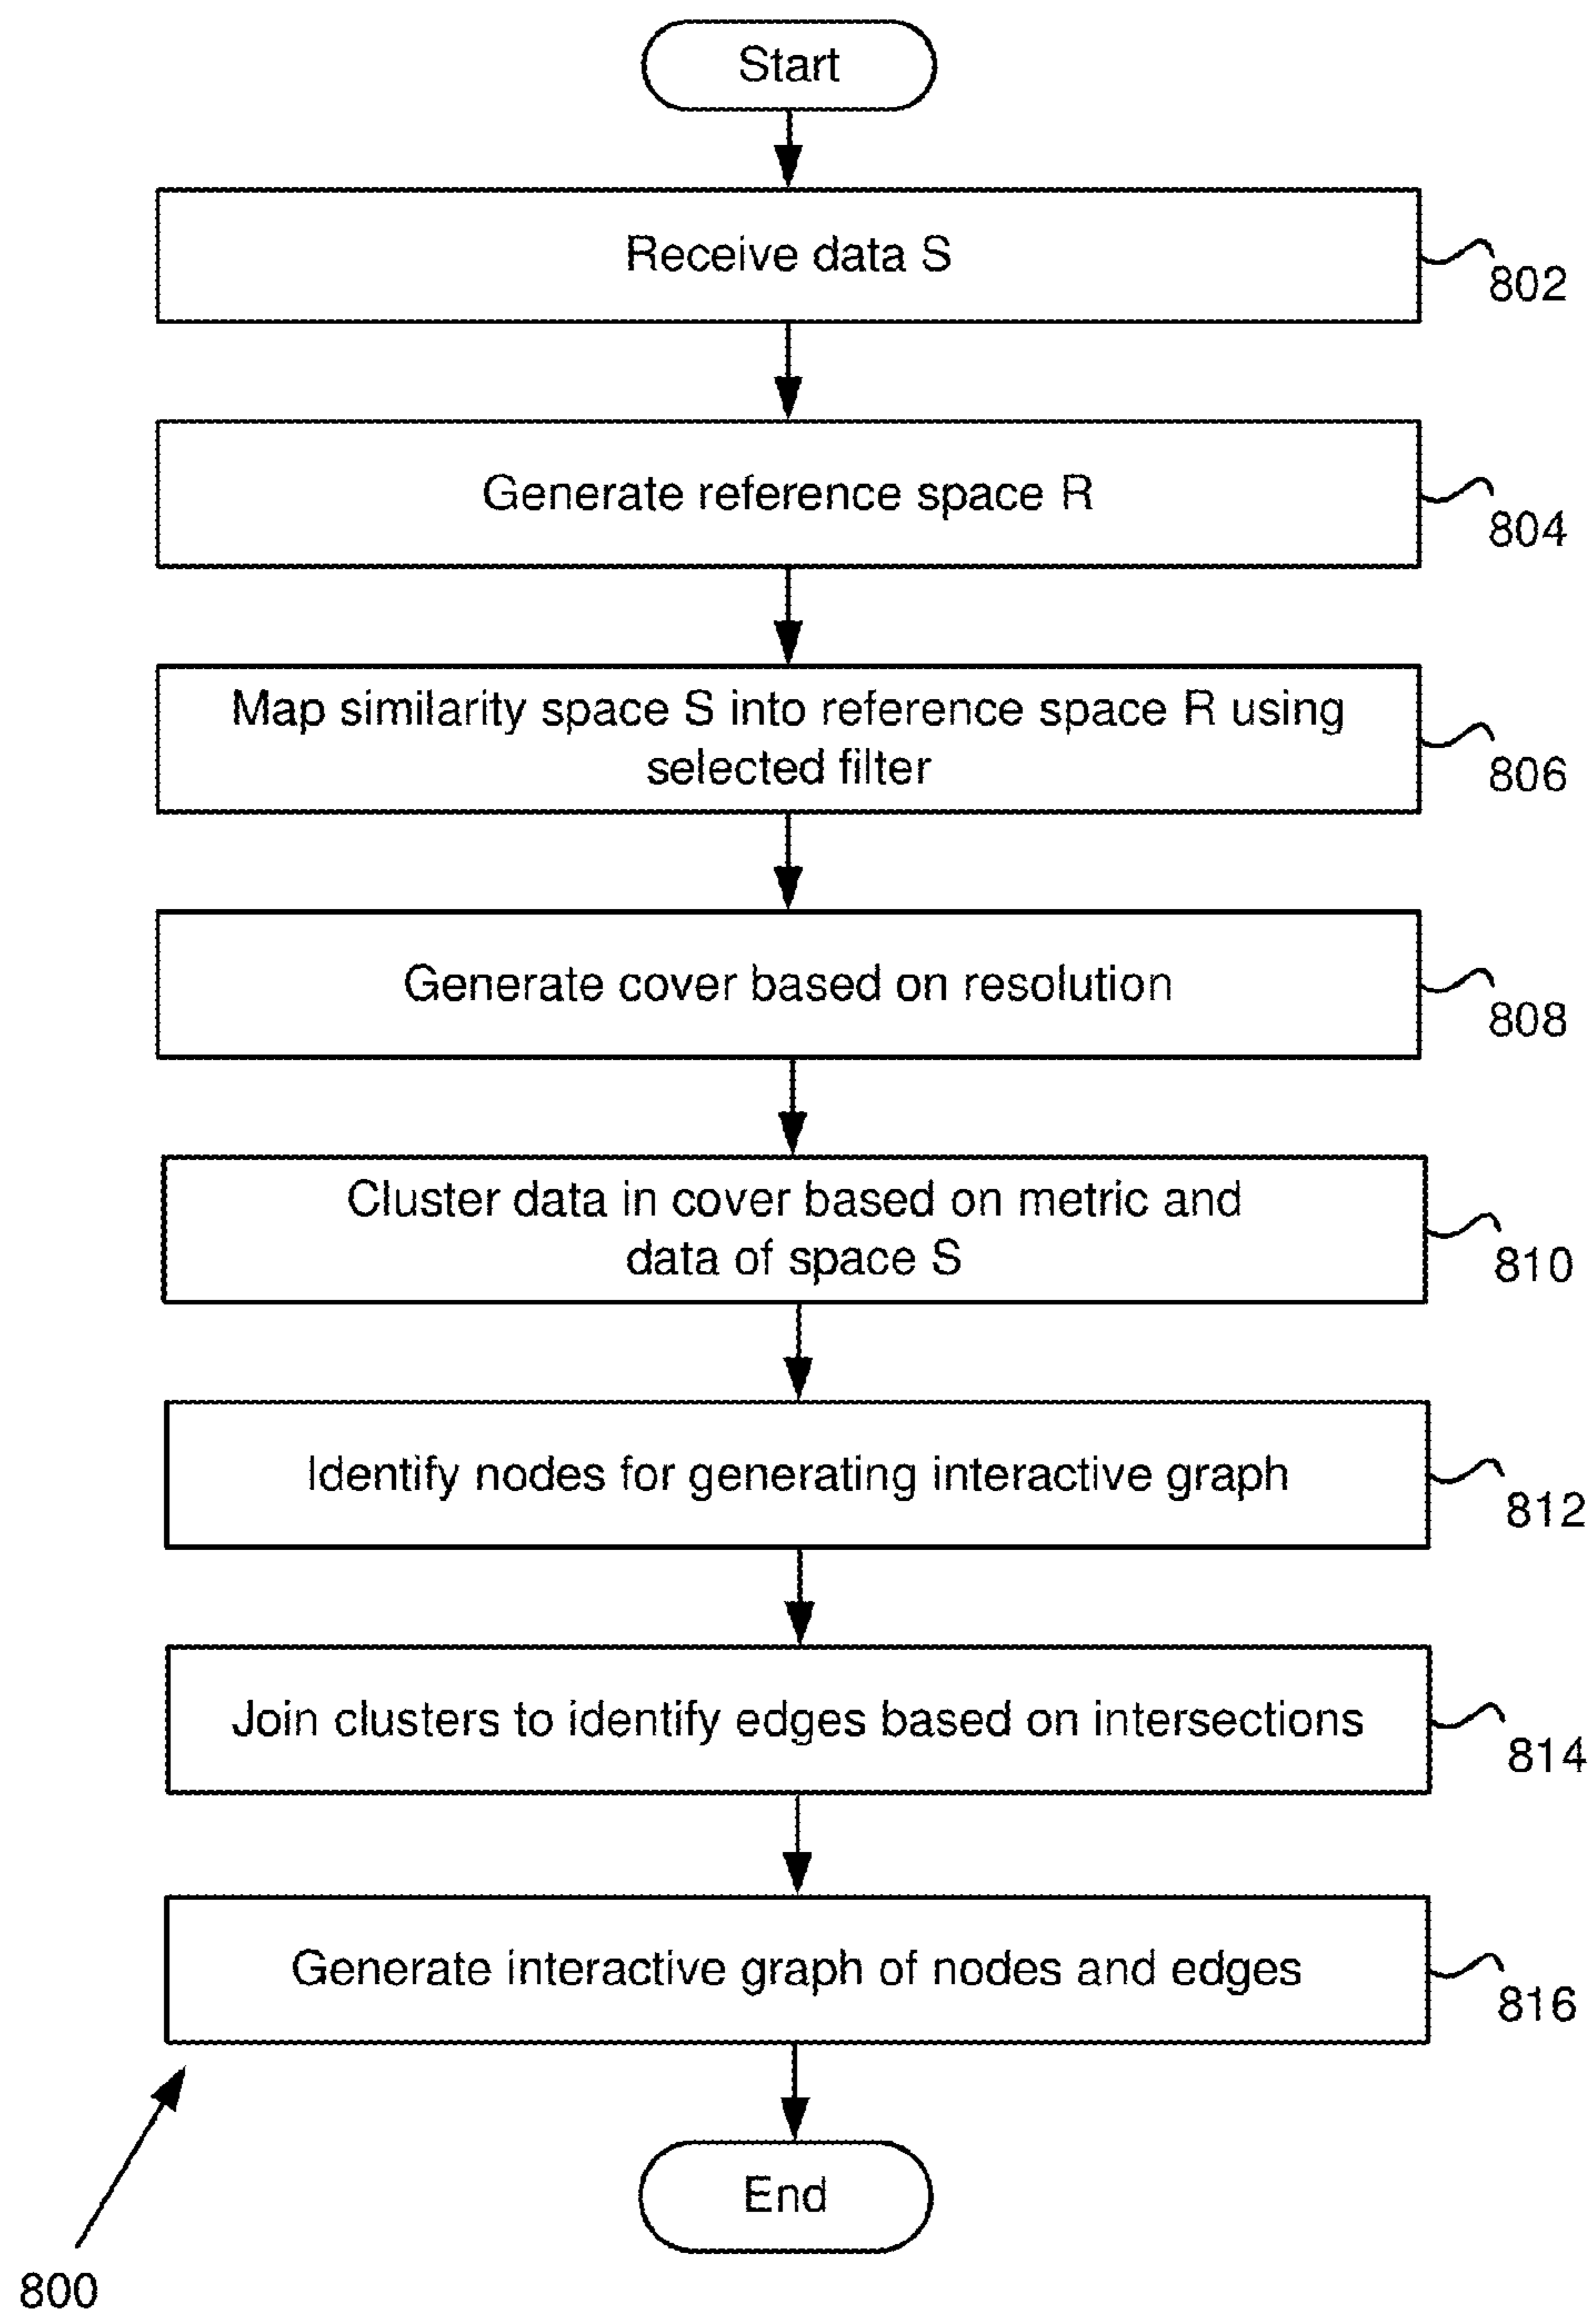 Start
Receive data S
802
Generate reference space R
804
Map similarity space S into reference space R using
selected filter
806
Generate cover based on resolution
808
Cluster data in cover based on metric and
data of space S
810
Identify nodes for generating interactive graph
812
Join clusters to identify edges based on intersections
814
Generate interactive graph of nodes and edges
816
End
800